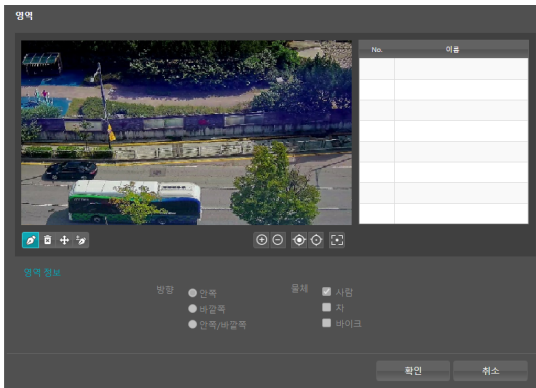 영역
No. 이름
영역 정보
방향 안쪽 물체 사람
바깥쪽 차
안쪽/바깥쪽 바이크
확인 취소